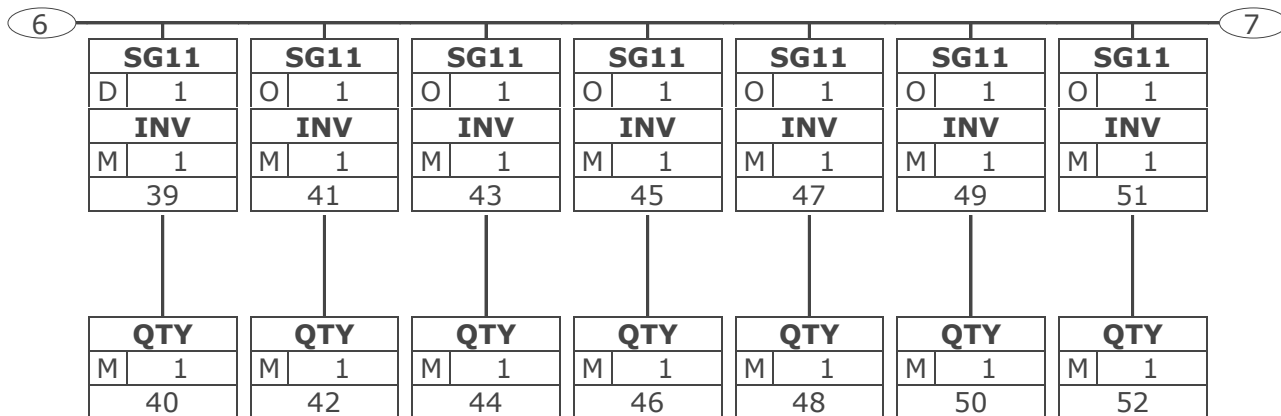 6 7
SG11 SG11 SG11 SG11 SG11 SG11 SG11
D 1 O 1 O 1 O 1 O 1 O 1 O 1
INV INV INV INV INV INV INV
M 1 M 1 M 1 M 1 M 1 M 1 M 1
39 41 43 45 47 49 51
QTY QTY QTY QTY QTY QTY QTY
M 1 M 1 M 1 M 1 M 1 M 1 M 1
40 42 44 46 48 50 52